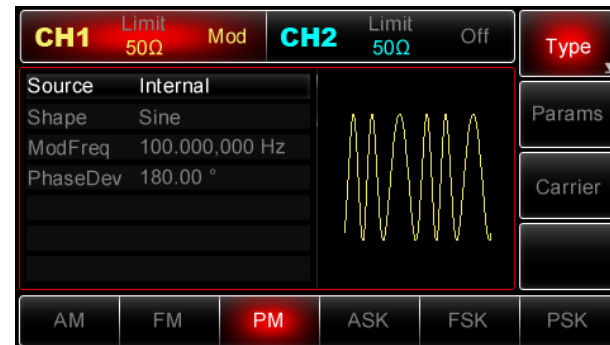 CH1 Limit 50Ω Mod CH2 Limit 50Ω Off Type
Source Internal
Shape Sine
ModFreq 100.000,000 Hz
PhaseDev 180.00 °
Params
Carrier
AM FM PM ASK FSK PSK